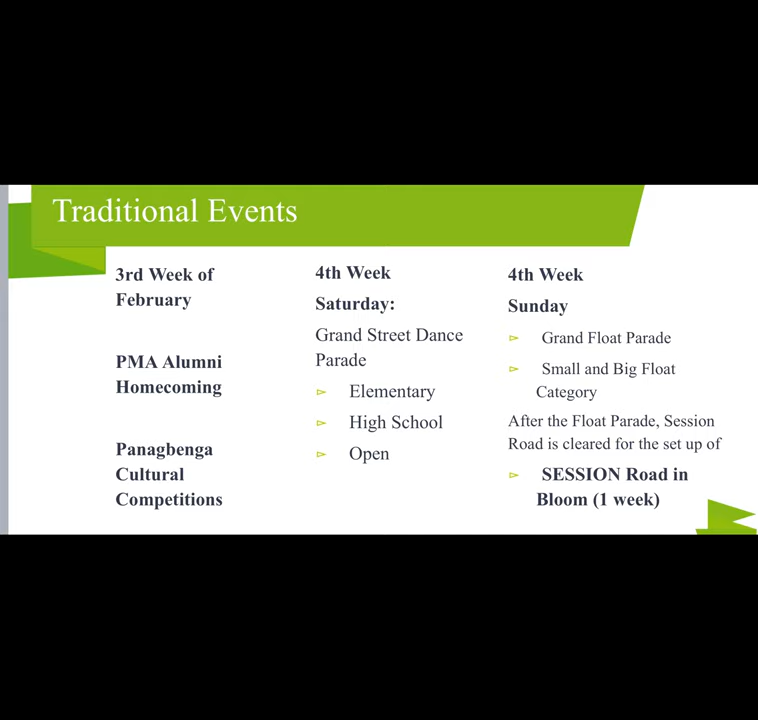 Traditional Events
3rd Week of
February
PMA Alumni
Homecoming
Panagbenga
Cultural
Competitions
4th Week
Saturday:
Grand Street Dance
Parade
Elementary
High School
Open
4th Week
Sunday
Grand Float Parade
Small and Big Float
Category
After the Float Parade, Session
Road is cleared for the set up of
SESSION Road in
Bloom (1 week)